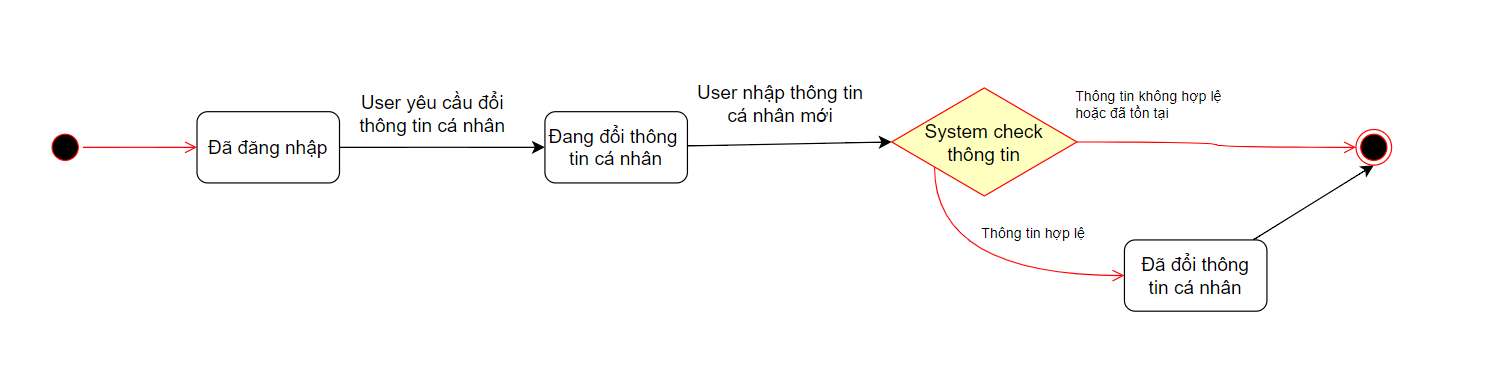 Đã đăng nhập
User yêu cầu đổi
thông tin cá nhân
Đang đổi thông
tin cá nhân
User nhập thông tin
cá nhân mới
System check
thông tin
Thông tin không hợp lệ
hoặc đã tồn tại
Thông tin hợp lệ
Đã đổi thông
tin cá nhân